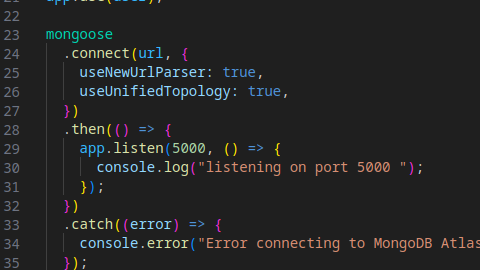 22
23 mongoose
24 .connect(url, {
25 useNewUrlParser: true,
26 useUnifiedTopology: true,
27 })
28 .then(() => {
29 app.listen(5000, () => {
30 console.log("listening on port 5000 ");
31 });
32 })
33 .catch((error) => {
34 console.error("Error connecting to MongoDB Atlas
35 });